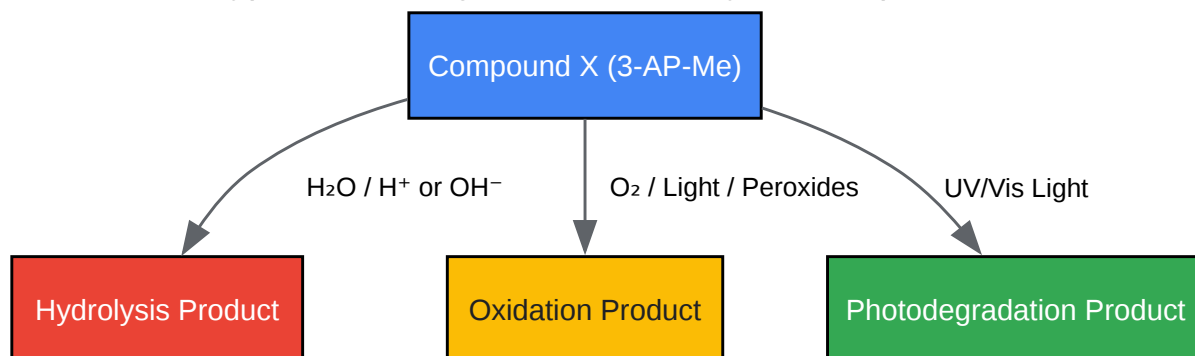 Compound X (3-AP-Me)
H₂O / H⁺ or OH⁻
O₂ / Light / Peroxides
UV/Vis Light
Hydrolysis Product
Oxidation Product
Photodegradation Product